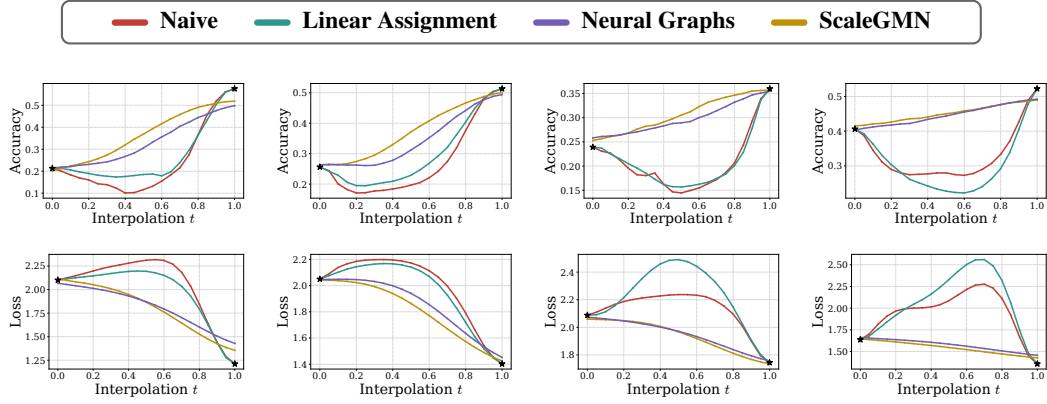 Naive Linear Assignment Neural Graphs ScaleGMN
Accuracy
0.5
0.4
0.3
0.2
0.1
0.0 0.2 0.4 0.6 0.8 1.0
Interpolation t
Accuracy
0.5
0.4
0.3
0.2
0.0 0.2 0.4 0.6 0.8 1.0
Interpolation t
Accuracy
0.35
0.30
0.25
0.20
0.15
0.0 0.2 0.4 0.6 0.8 1.0
Interpolation t
Accuracy
0.5
0.4
0.3
0.0 0.2 0.4 0.6 0.8 1.0
Interpolation t
Loss
2.25
2.00
1.75
1.50
1.25
0.0 0.2 0.4 0.6 0.8 1.0
Interpolation t
Loss
2.2
2.0
1.8
1.6
1.4
0.0 0.2 0.4 0.6 0.8 1.0
Interpolation t
Loss
2.4
2.2
2.0
1.8
0.0 0.2 0.4 0.6 0.8 1.0
Interpolation t
Loss
2.50
2.25
2.00
1.75
1.50
0.0 0.2 0.4 0.6 0.8 1.0
Interpolation t